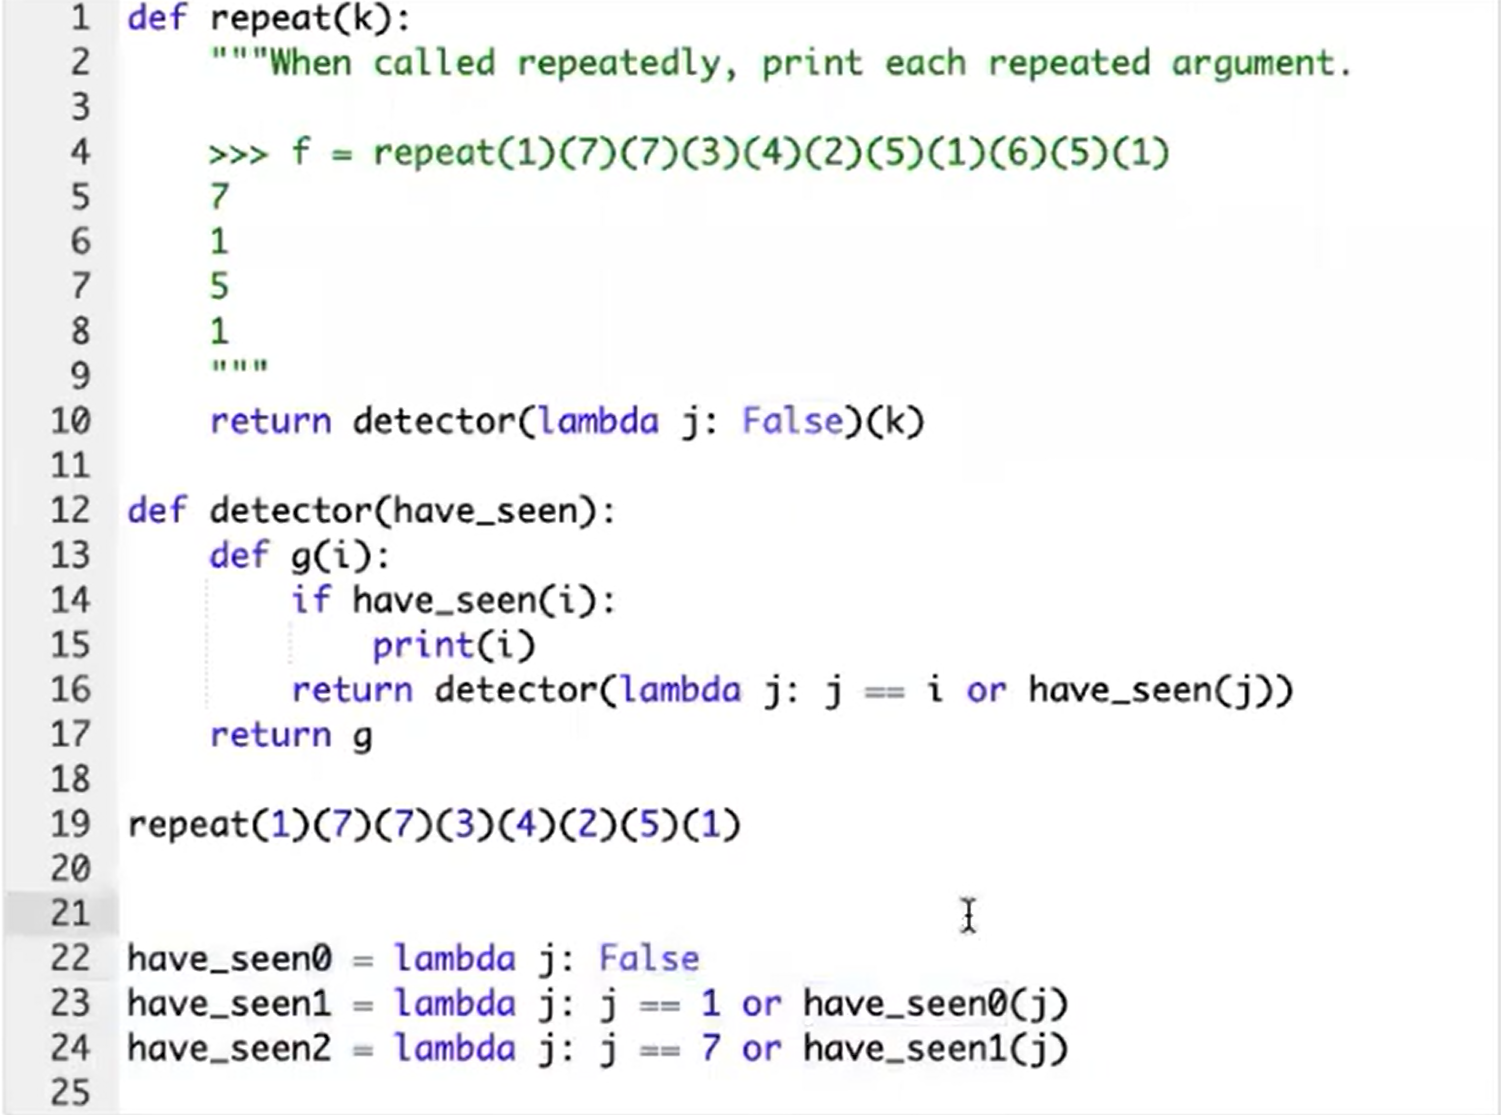 1 def repeat(k):
2     """When called repeatedly, print each repeated argument.
3
4     >>> f = repeat(1)(7)(7)(3)(4)(2)(5)(1)(6)(5)(1)
5     7
6     1
7     5
8     1
9     """
10     return detector(lambda j: False)(k)
11
12 def detector(have_seen):
13     def g(i):
14         if have_seen(i):
15             print(i)
16         return detector(lambda j: j == i or have_seen(j))
17     return g
18
19 repeat(1)(7)(7)(3)(4)(2)(5)(1)
20
21
22 have_seen0 = lambda j: False
23 have_seen1 = lambda j: j == 1 or have_seen0(j)
24 have_seen2 = lambda j: j == 7 or have_seen1(j)
25